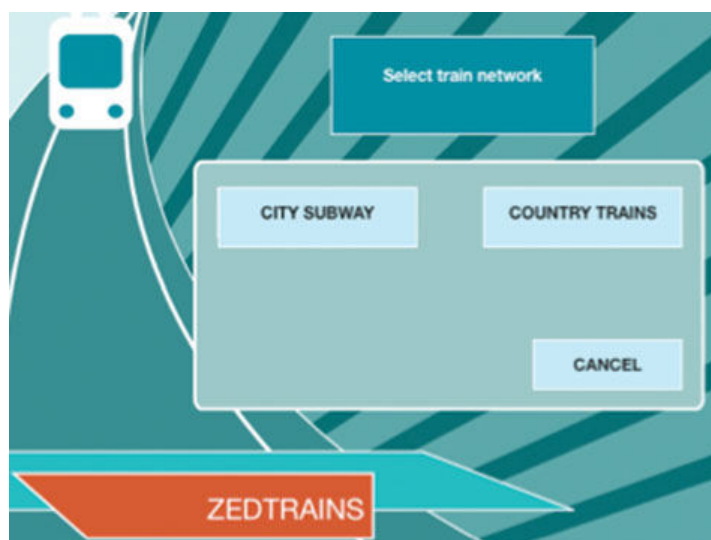 Select train network
CITY SUBWAY
COUNTRY TRAINS
CANCEL
ZEDTRAINS